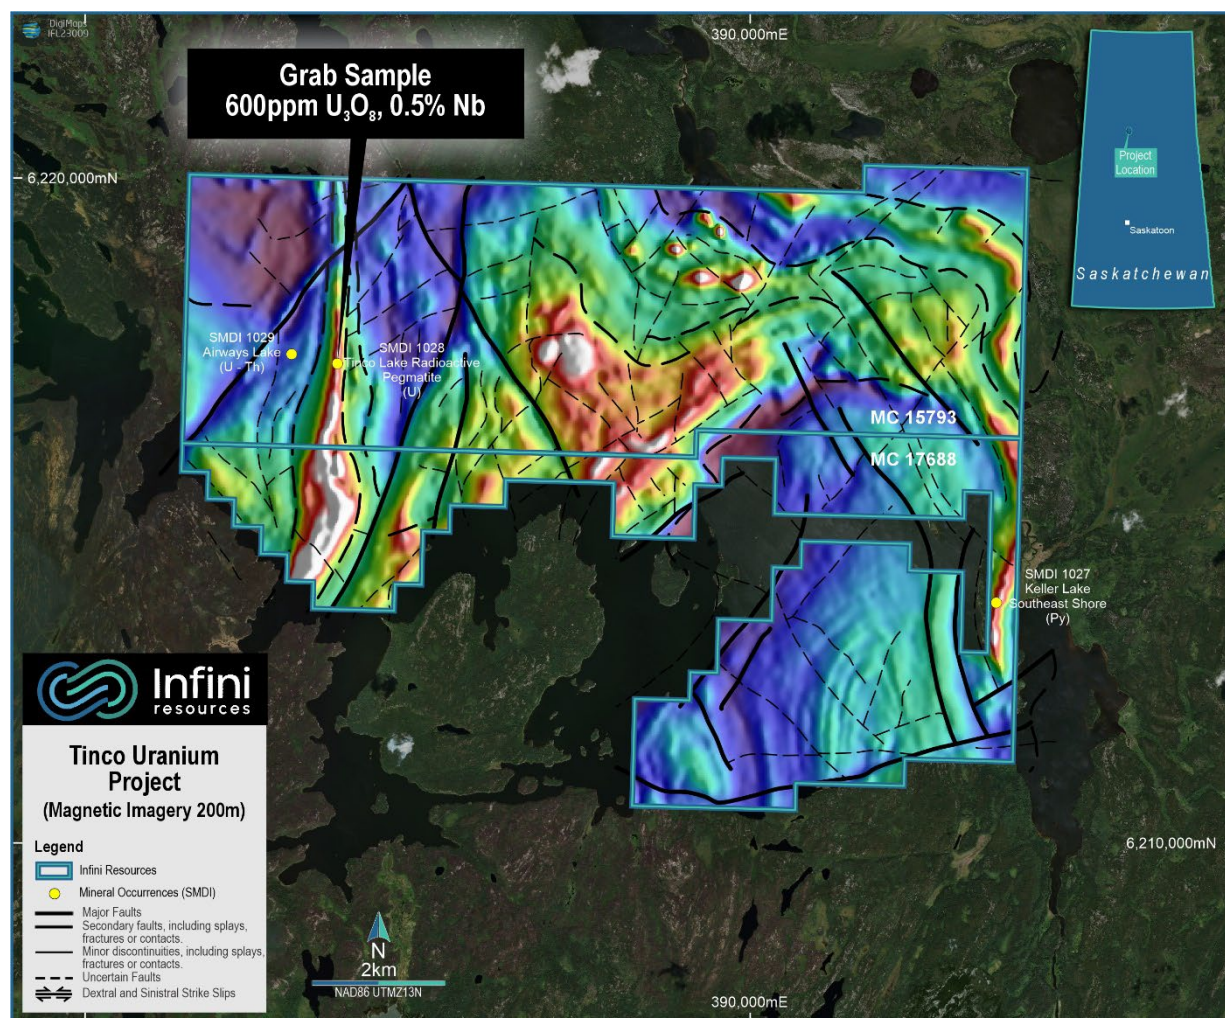 DigiMaps
IFL23009
390,000mE
Grab Sample
600ppm U₃O₈, 0.5% Nb
6,220,000mN
Project
Location
Saskatoon
Saskatchewan
SMDI 1029
Airways Lake
(U - Th)
SMDI 1028
Tinco Lake Radioactive
Pegmatite
(U)
MC 15793
MC 17688
SMDI 1027
Keller Lake
Southeast Shore
(Py)
Infini
resources
Tinco Uranium
Project
(Magnetic Imagery 200m)
Legend
Infini Resources
Mineral Occurrences (SMDI)
Major Faults
Secondary faults, including splays,
fractures or contacts.
Minor discontinuities, including splays,
fractures or contacts.
Uncertain Faults
Dextral and Sinistral Strike Slips
N
2km
NAD86 UTMZ13N
6,210,000mN
390,000mE